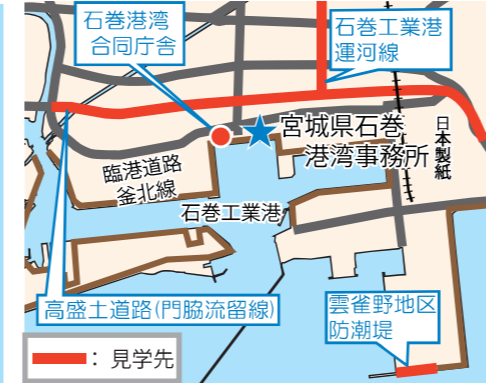 石巻港湾
合同庁舎
石巻工業港
運河線
宮城県石巻
港湾事務所
日本製紙
臨港道路
釜北線
石巻工業港
高盛土道路(門脇流留線)
雲雀野地区
防潮堤
：見学先